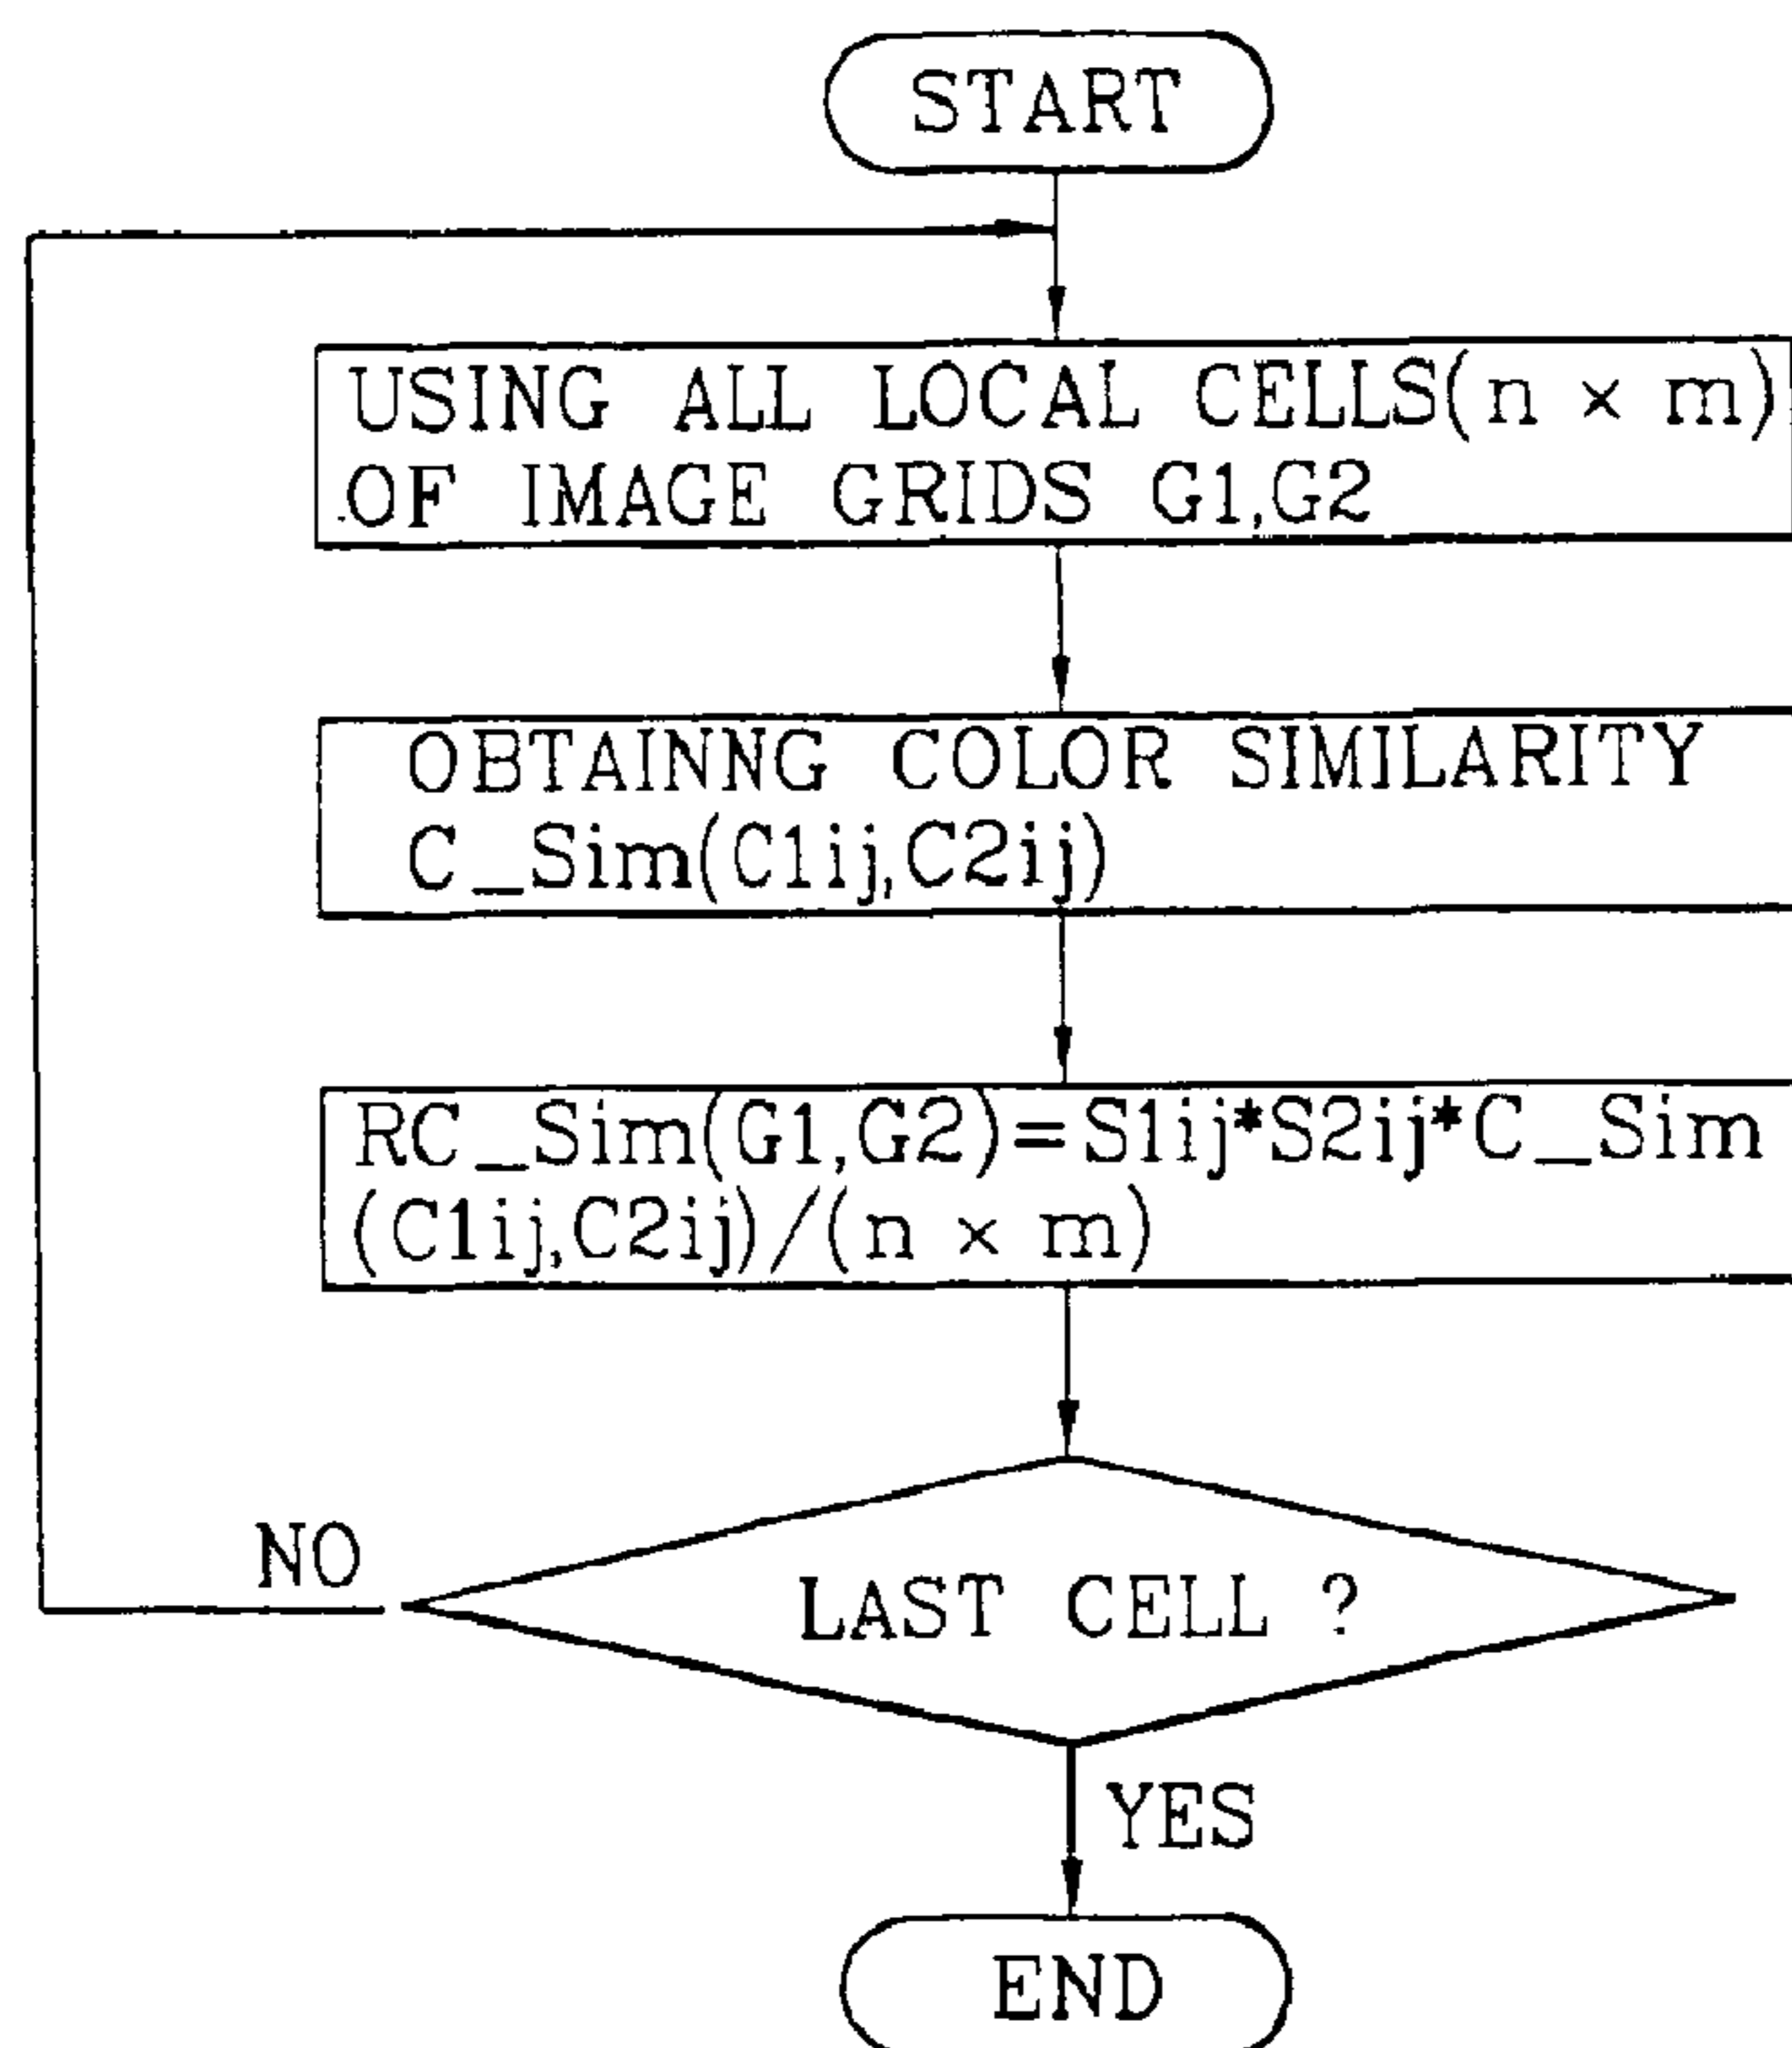 START
USING ALL LOCAL CELLS(n × m)
OF IMAGE GRIDS G1,G2
OBTAINNG COLOR SIMILARITY
C_Sim(C1ij,C2ij)
RC_Sim(G1,G2)=S1ij*S2ij*C_Sim
(C1ij,C2ij)/(n × m)
NO
LAST CELL ?
YES
END